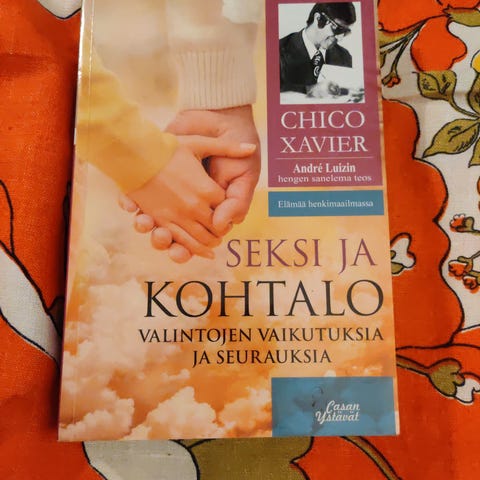 CHICO
XAVIER
André Luizin
hengen sanelema teos
Elämää henkimaailmassa
SEKSI JA
KOHTALO
VALINTOJEN VAIKUTUKSIA
JA SEURAUKSIA
Casan
Ystävät